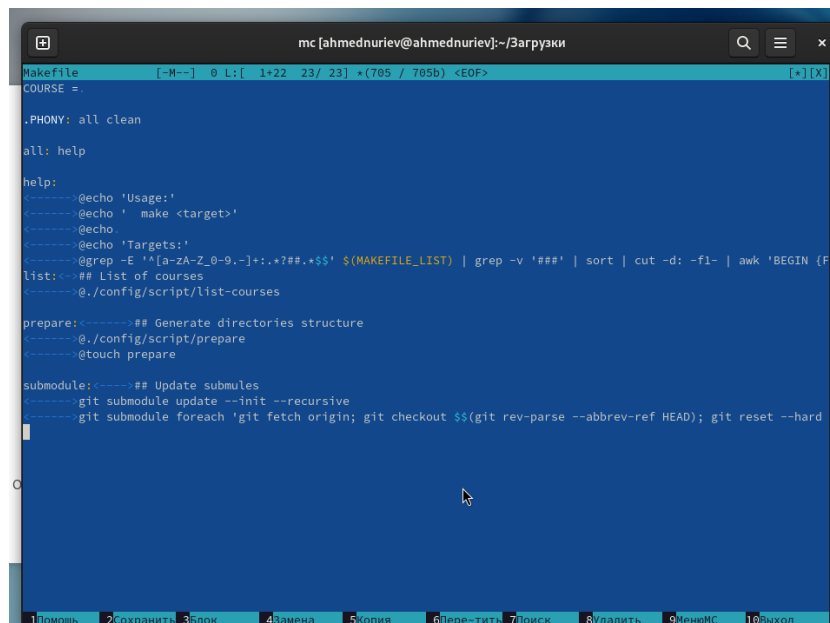 mc [ahmednuriev@ahmednuriev]:~/Загрузки
Makefile [-M--] 0 L:[ 1+22 23/ 23] *(705 / 705b) <EOF> [*][X]
COURSE =.
.PHONY: all clean
all: help
help:
<------>@echo 'Usage:'
<------>@echo '  make <target>'
<------>@echo.
<------>@echo 'Targets:'
<------>@grep -E '^[a-zA-Z_0-9.-]+:.*?##.*$$' $(MAKEFILE_LIST) | grep -v '###' | sort | cut -d: -f1- | awk 'BEGIN {F
list:<->## List of courses
<------>@./config/script/list-courses
prepare:<------>## Generate directories structure
<------>@./config/script/prepare
<------>@touch prepare
submodule:<---->## Update submules
<------>git submodule update --init --recursive
<------>git submodule foreach 'git fetch origin; git checkout $$(git rev-parse --abbrev-ref HEAD); git reset --hard
1Помощь 2Сохранить 3Блок 4Замена 5Копия 6Пере~тить 7Поиск 8Удалить 9МенюMC 10Выход